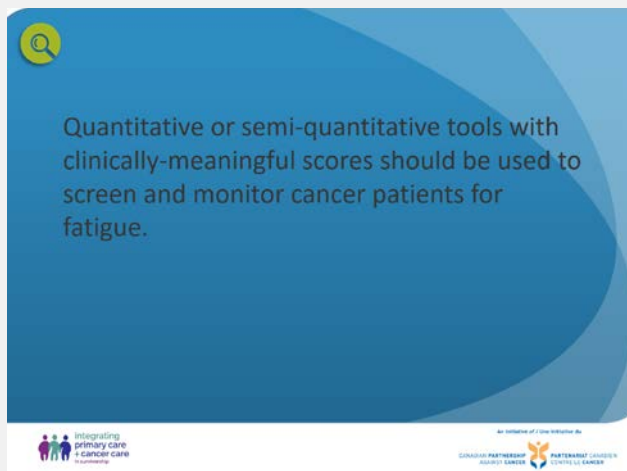 Quantitative or semi-quantitative tools with
clinically-meaningful scores should be used to
screen and monitor cancer patients for
fatigue.
integrating
primary care
+ cancer care
in survivorship
An Initiative of / Une Initiative Du
CANADIAN PARTNERSHIP
AGAINST CANCER
PARTENARIAT CANADIEN
CONTRE LE CANCER